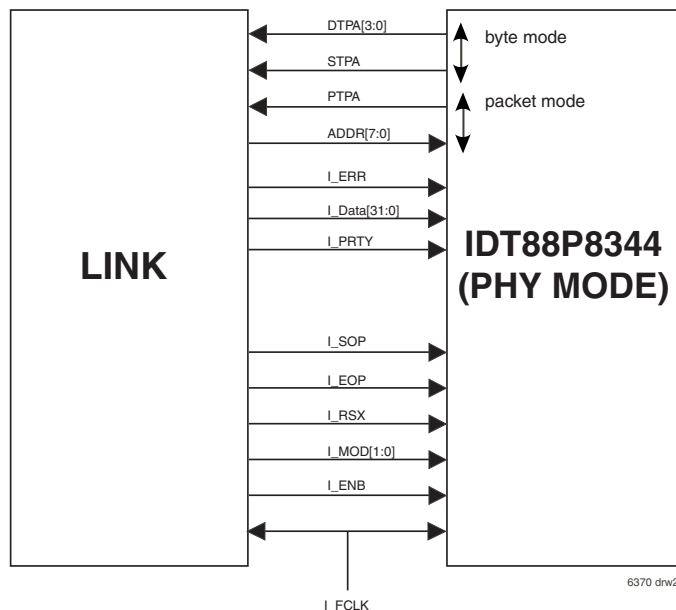 DTPA[3:0]
byte mode
STPA
PTPA
packet mode
ADDR[7:0]
I_ERR
I_Data[31:0]
I_PRTY
LINK
IDT88P8344
(PHY MODE)
I_SOP
I_EOP
I_RSX
I_MOD[1:0]
I_ENB
6370 drw2
I_FCLK